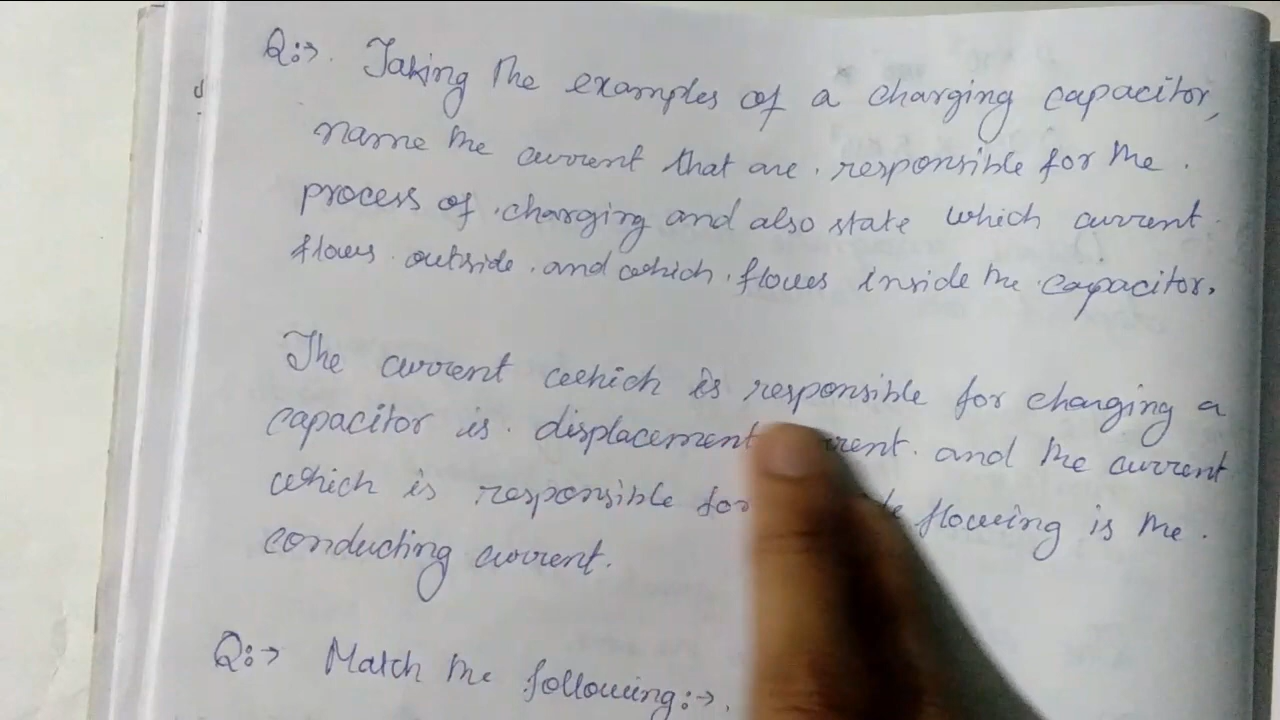 Q:→. Taking the examples of a charging capacitor,
name the current that are. responsible for the.
process of. charging and also state which current
flows. outside. and which. flows inside the capacitor.
The current which is responsible for charging a
capacitor is. displacement and the current
which is responsible for flowing is the.
conducting current.
Q:→ Match the following:→.